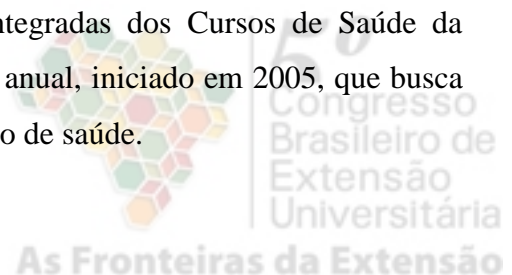 ntegradas dos Cursos de Saúde da
anual, iniciado em 2005, que busca
o de saúde.
5º
Congresso
Brasileiro de
Extensão
Universitária
As Fronteiras da Extensão